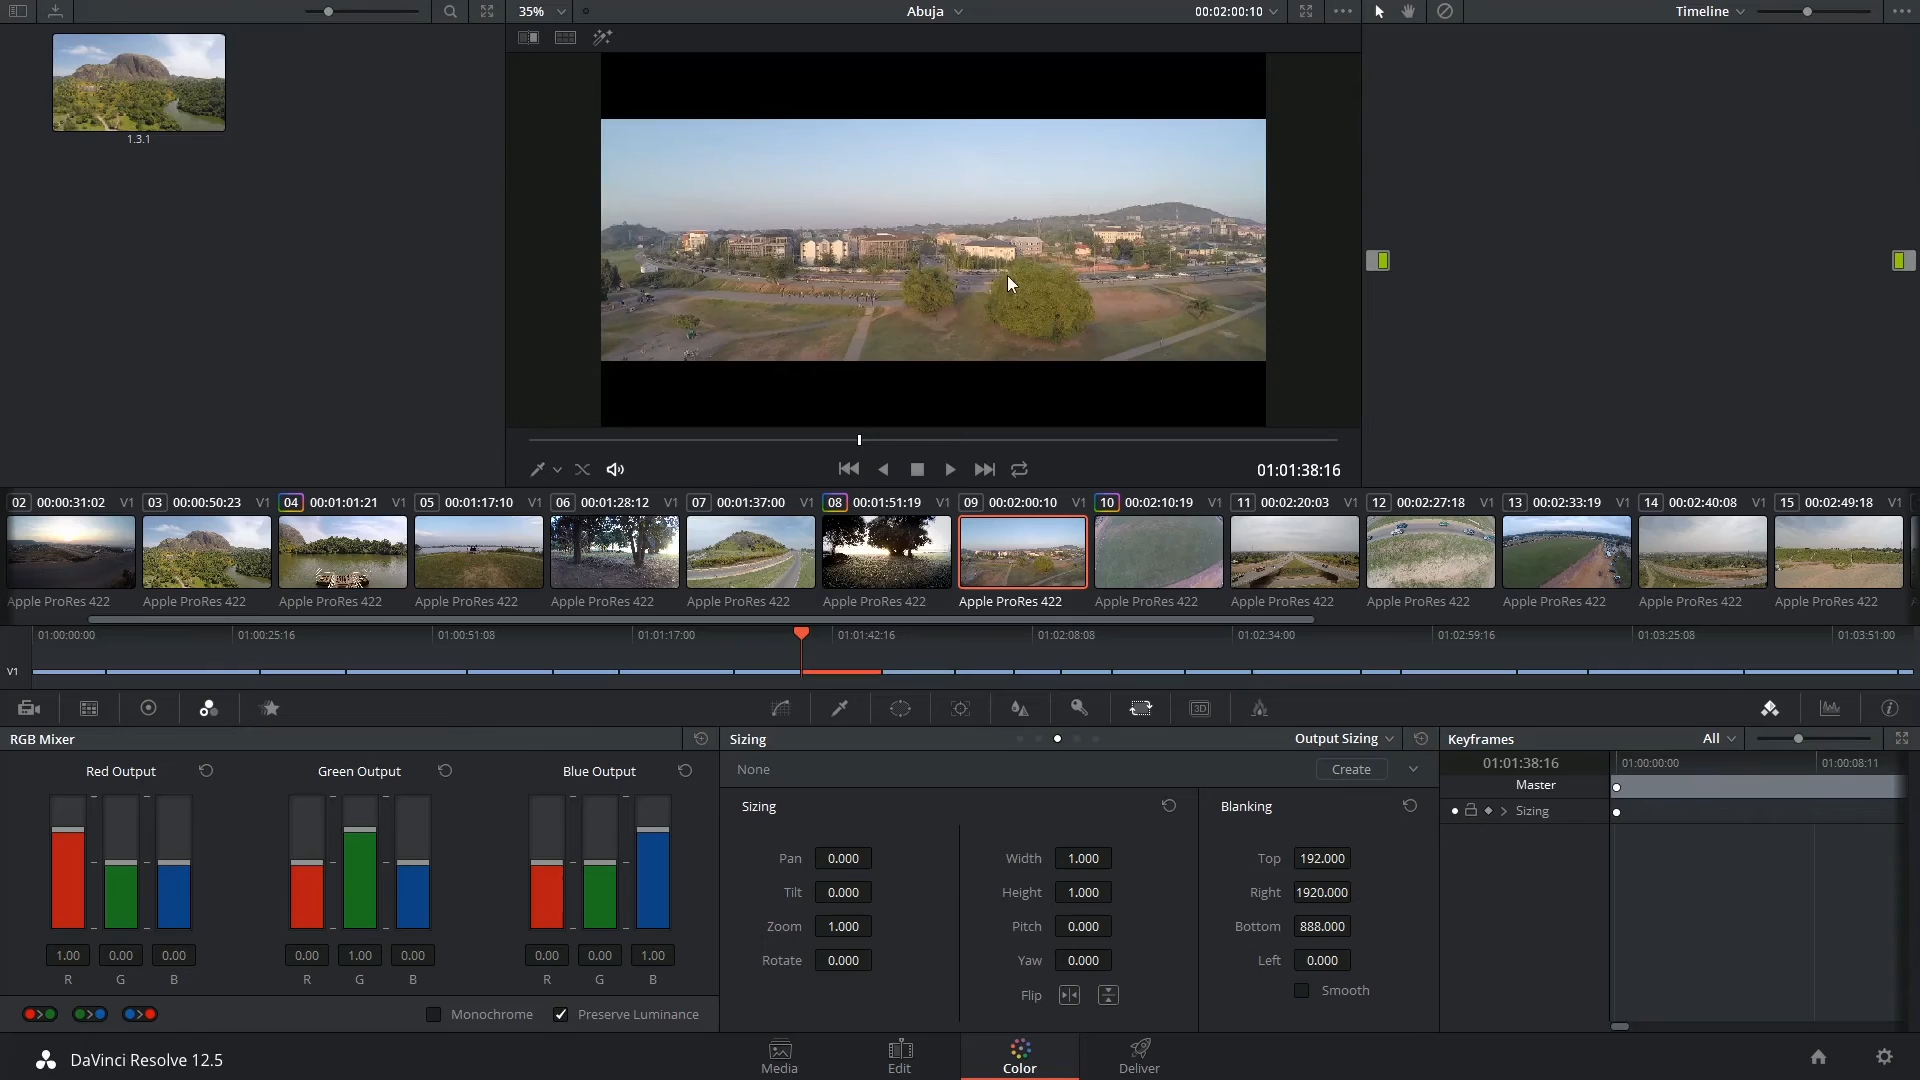 35%
Abuja
00:02:00:10
Timeline
1.3.1
01:01:38:16
02 00:00:31:02 V1
03 00:00:50:23 V1
04 00:01:01:21 V1
05 00:01:17:10 V1
06 00:01:28:12 V1
07 00:01:37:00 V1
08 00:01:51:19 V1
09 00:02:00:10 V1
10 00:02:10:19 V1
11 00:02:20:03 V1
12 00:02:27:18 V1
13 00:02:33:19 V1
14 00:02:40:08 V1
15 00:02:49:18 V1
Apple ProRes 422
Apple ProRes 422
Apple ProRes 422
Apple ProRes 422
Apple ProRes 422
Apple ProRes 422
Apple ProRes 422
Apple ProRes 422
Apple ProRes 422
Apple ProRes 422
Apple ProRes 422
Apple ProRes 422
Apple ProRes 422
Apple ProRes 422
01:00:00:00
01:00:25:16
01:00:51:08
01:01:17:00
01:01:42:16
01:02:08:08
01:02:34:00
01:02:59:16
01:03:25:08
01:03:51:00
V1
3D
RGB Mixer
Red Output
Green Output
Blue Output
1.00 0.00 0.00
0.00 1.00 0.00
0.00 0.00 1.00
R G B
R G B
R G B
Monochrome
Preserve Luminance
Sizing
Output Sizing
None
Create
Sizing
Pan 0.000
Tilt 0.000
Zoom 1.000
Rotate 0.000
Width 1.000
Height 1.000
Pitch 0.000
Yaw 0.000
Flip
Blanking
Top 192.000
Right 1920.000
Bottom 888.000
Left 0.000
Smooth
Keyframes
All
01:01:38:16
01:00:00:00
01:00:08:11
Master
Sizing
DaVinci Resolve 12.5
Media
Edit
Color
Deliver